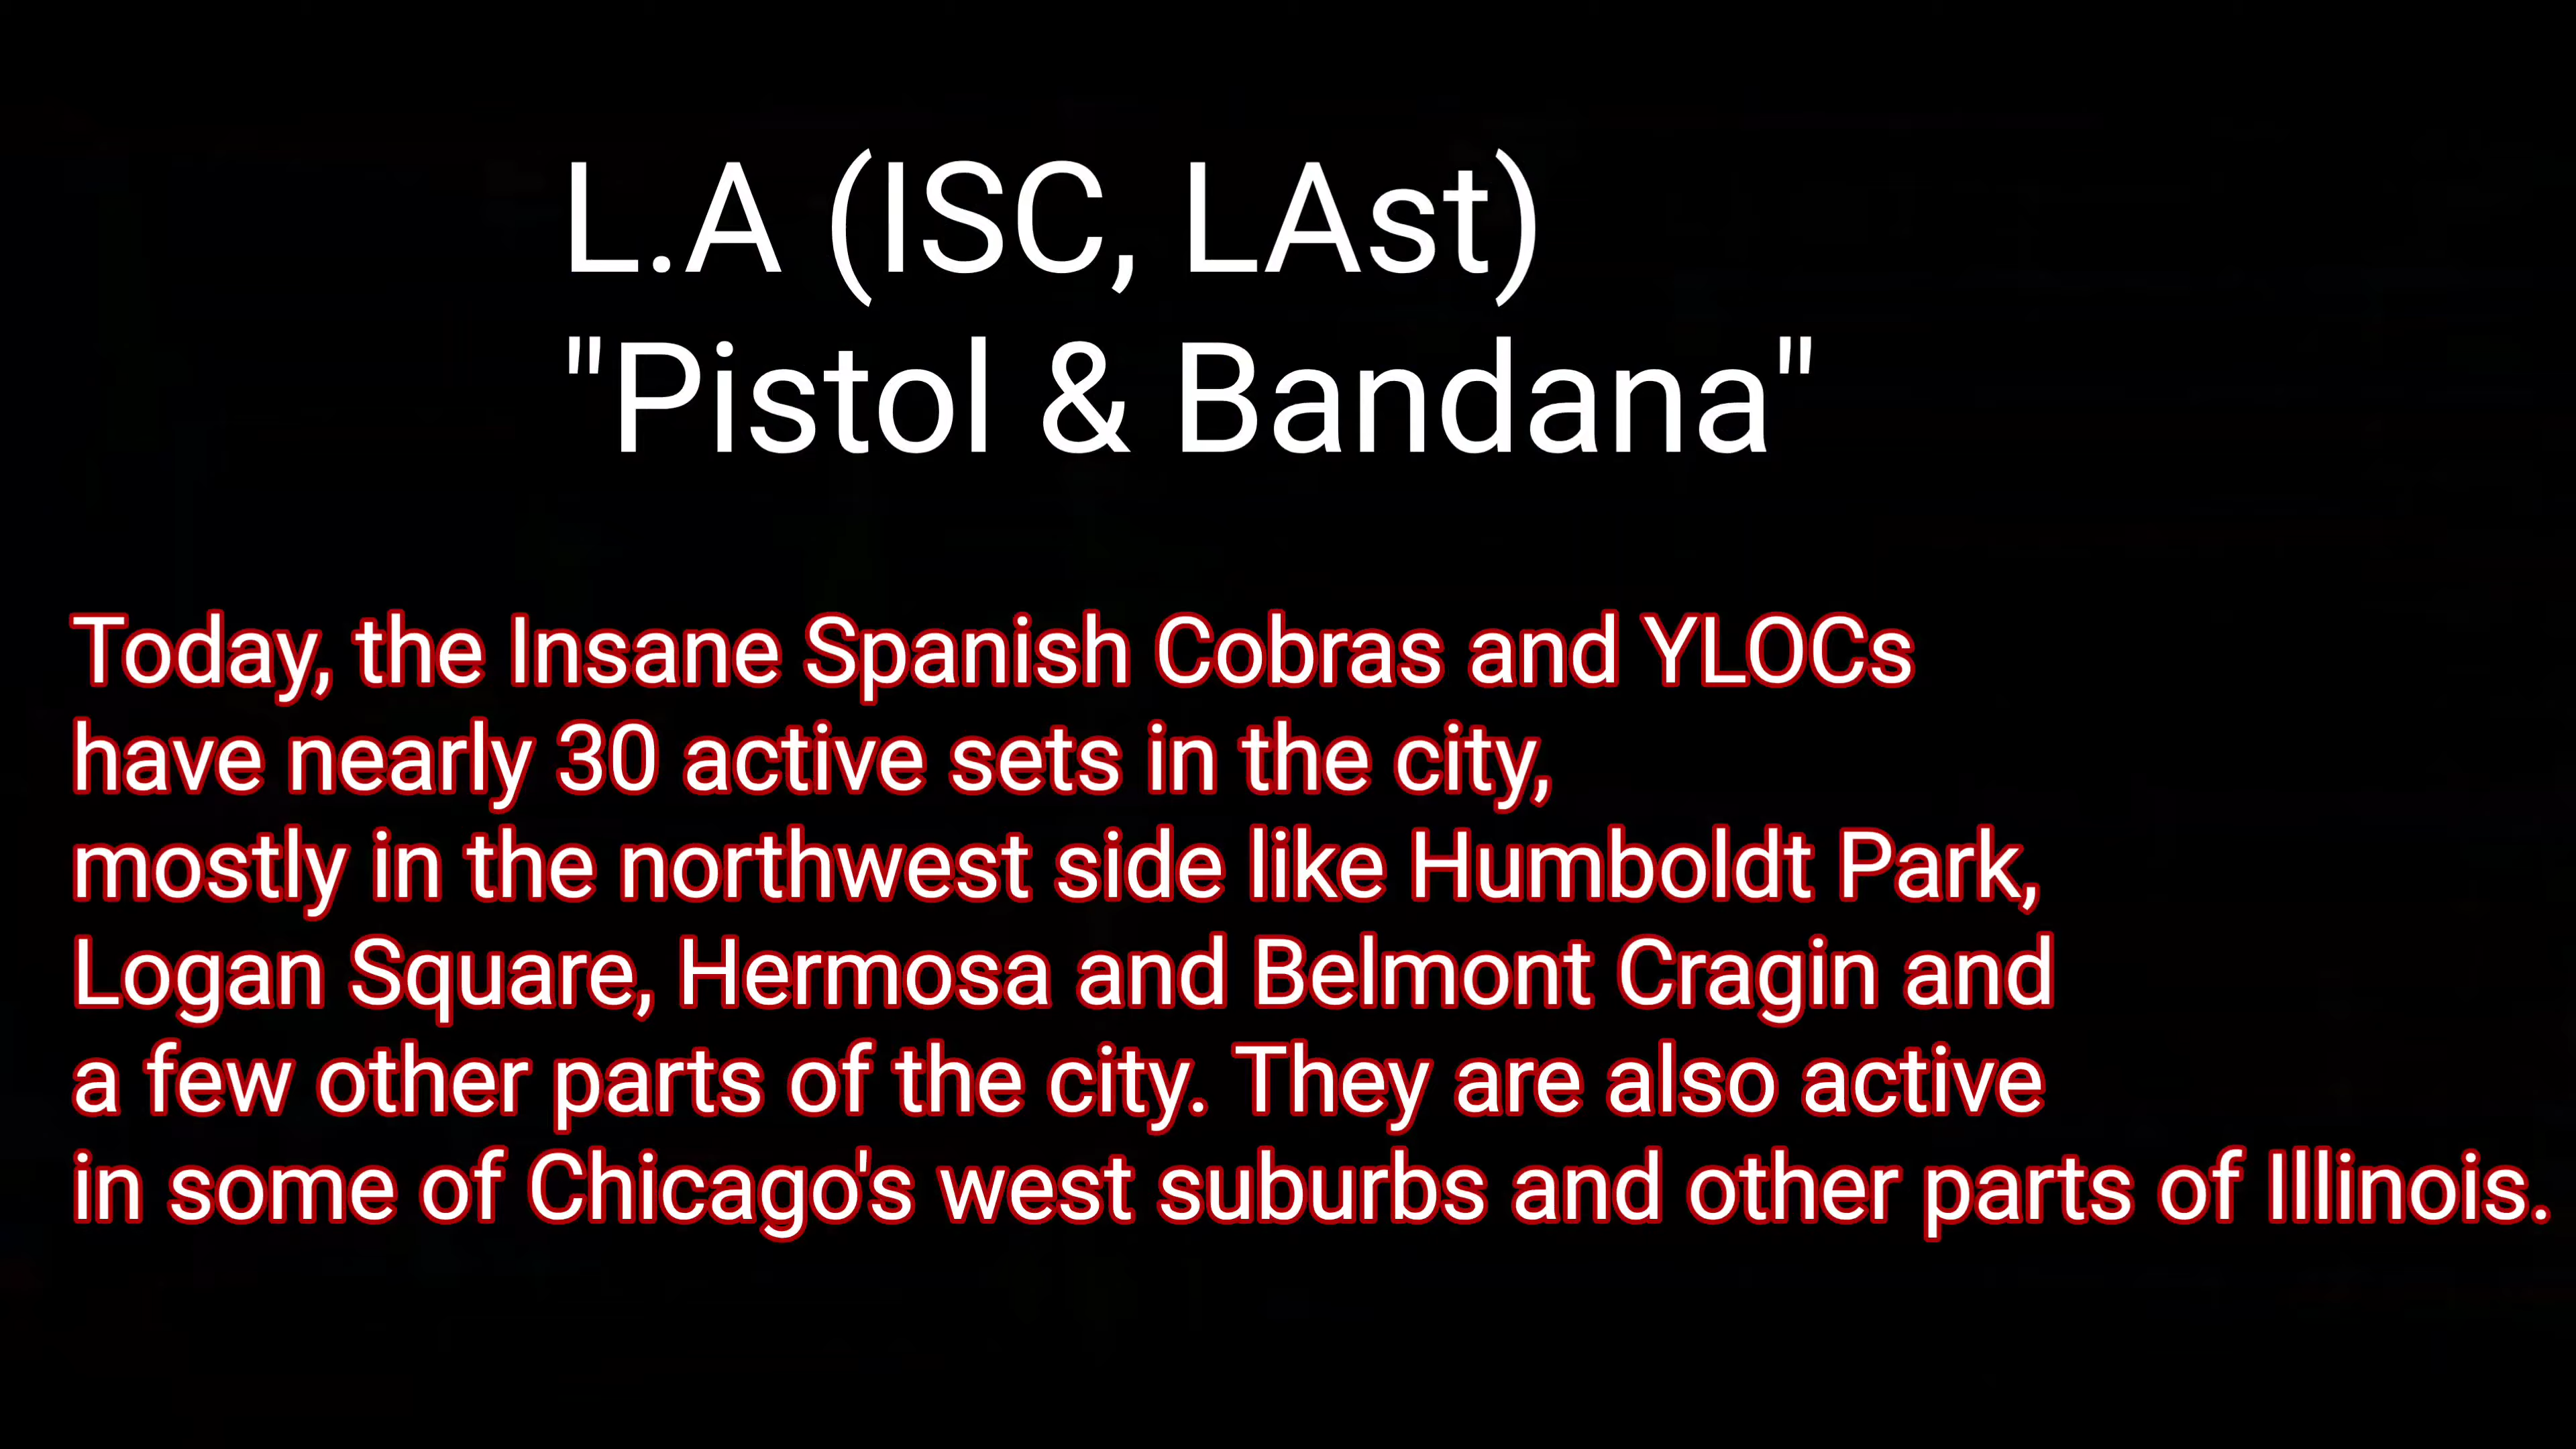 L.A (ISC, LAst)
"Pistol & Bandana"
Today, the Insane Spanish Cobras and YLOCs
have nearly 30 active sets in the city,
mostly in the northwest side like Humboldt Park,
Logan Square, Hermosa and Belmont Cragin and
a few other parts of the city. They are also active
in some of Chicago's west suburbs and other parts of Illinois.